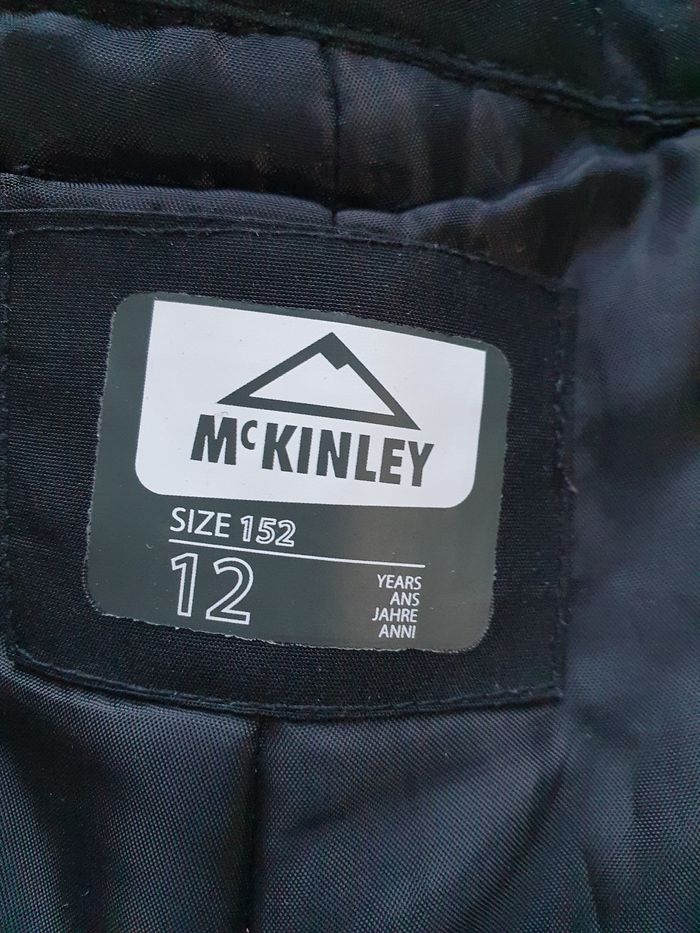 McKINLEY
SIZE 152
12
YEARS
ANS
JAHRE
ANNI